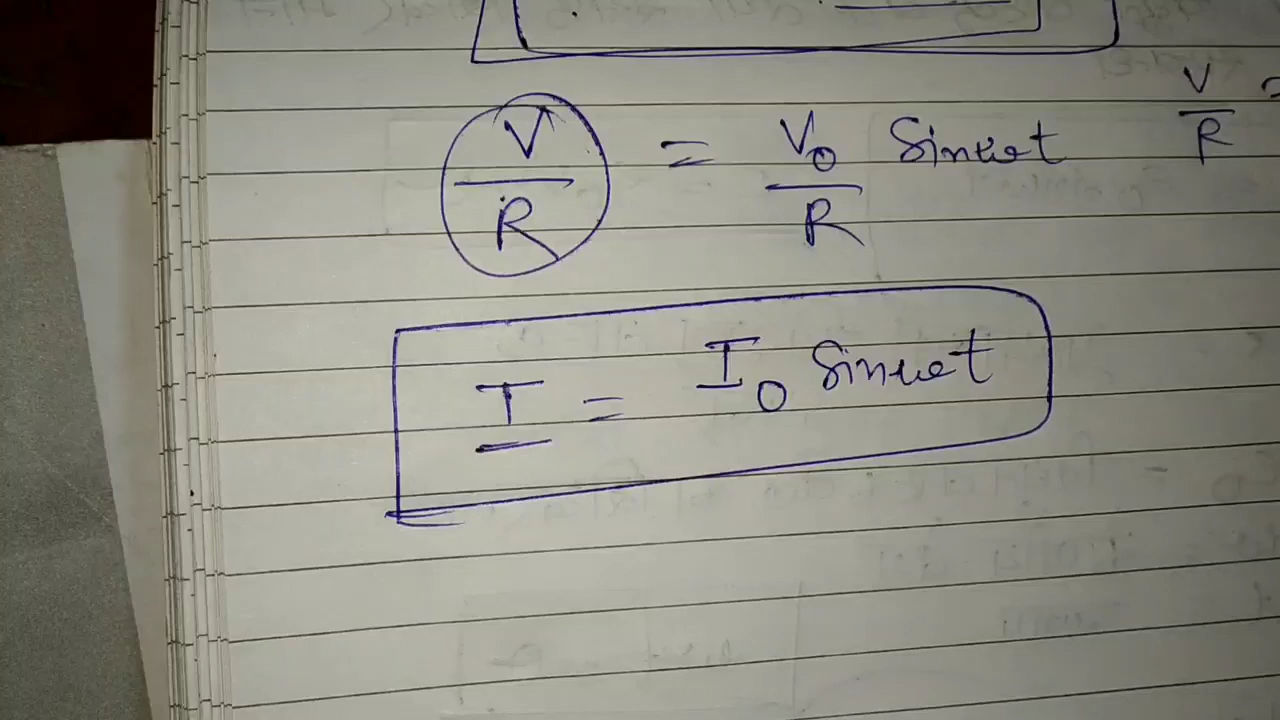 V/R = V₀/R Sinωt V/R =
I = I₀ Sinωt